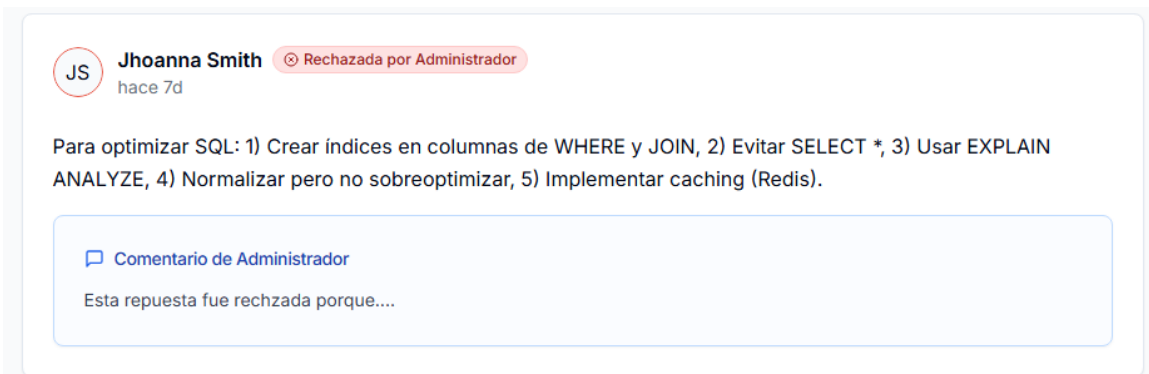 JS
Jhoanna Smith
Rechazada por Administrador
hace 7d
Para optimizar SQL: 1) Crear índices en columnas de WHERE y JOIN, 2) Evitar SELECT *, 3) Usar EXPLAIN
ANALYZE, 4) Normalizar pero no sobreoptimizar, 5) Implementar caching (Redis).
Comentario de Administrador
Esta repuesta fue rechzada porque....